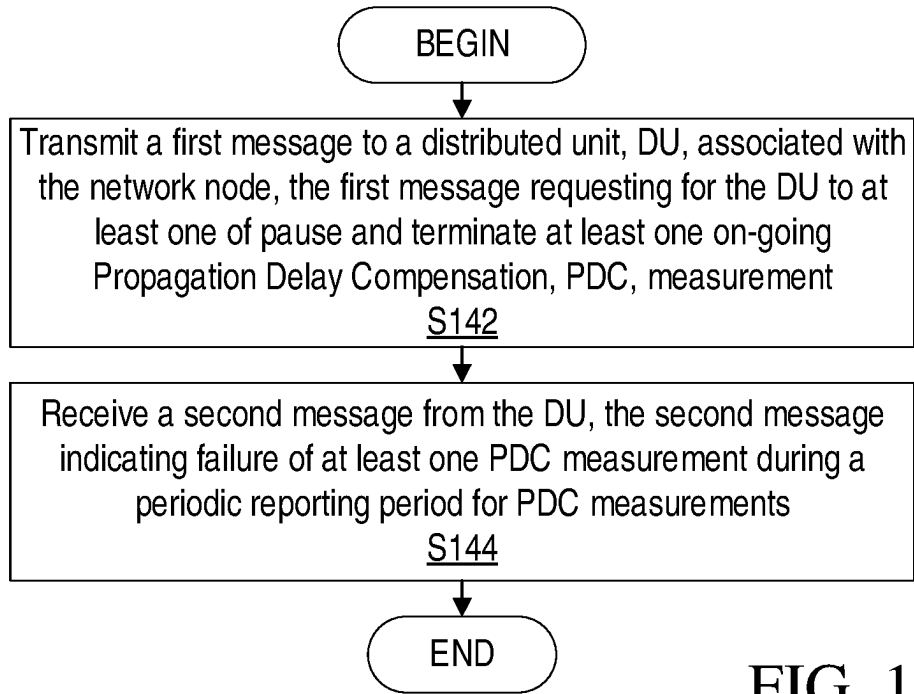 BEGIN
Transmit a first message to a distributed unit, DU, associated with
the network node, the first message requesting for the DU to at
least one of pause and terminate at least one on-going
Propagation Delay Compensation, PDC, measurement
S142
Receive a second message from the DU, the second message
indicating failure of at least one PDC measurement during a
periodic reporting period for PDC measurements
S144
END
FIG. 1